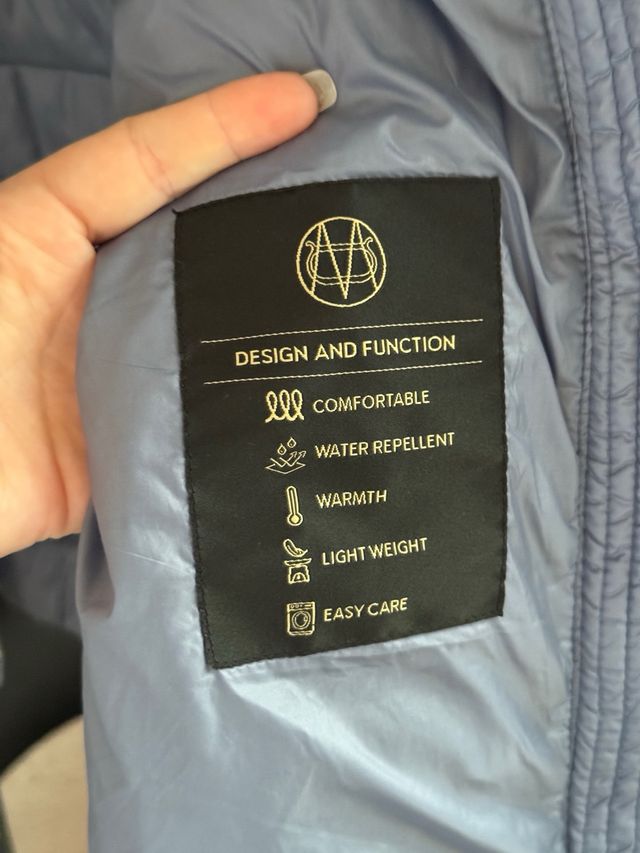 DESIGN AND FUNCTION
COMFORTABLE
WATER REPELLENT
WARMTH
LIGHT WEIGHT
EASY CARE